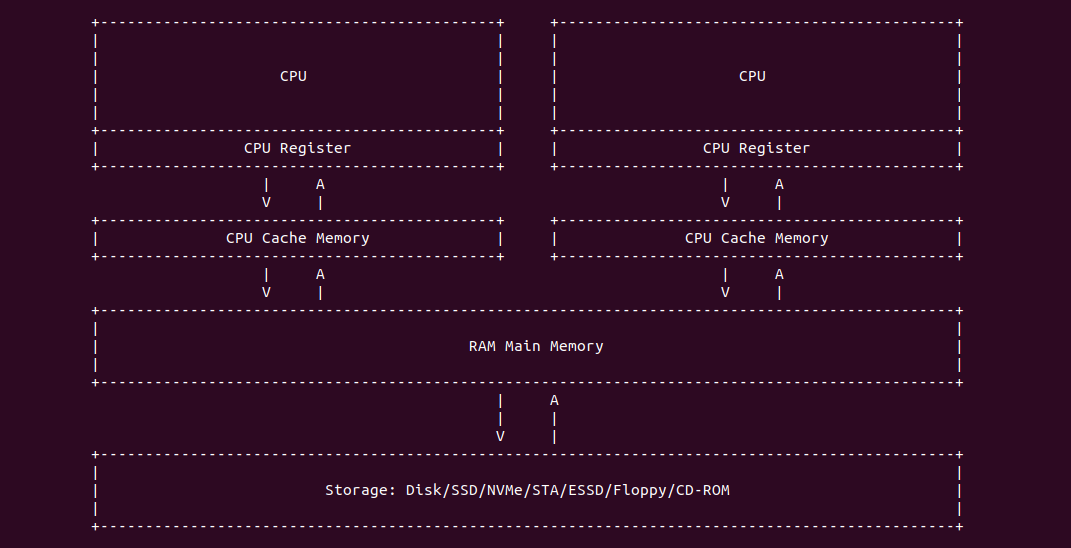 CPU CPU
CPU Register CPU Register
| A | A
V | V |
CPU Cache Memory CPU Cache Memory
| A | A
V | V |
RAM Main Memory
| A
| |
V |
Storage: Disk/SSD/NVMe/STA/ESSD/Floppy/CD-ROM